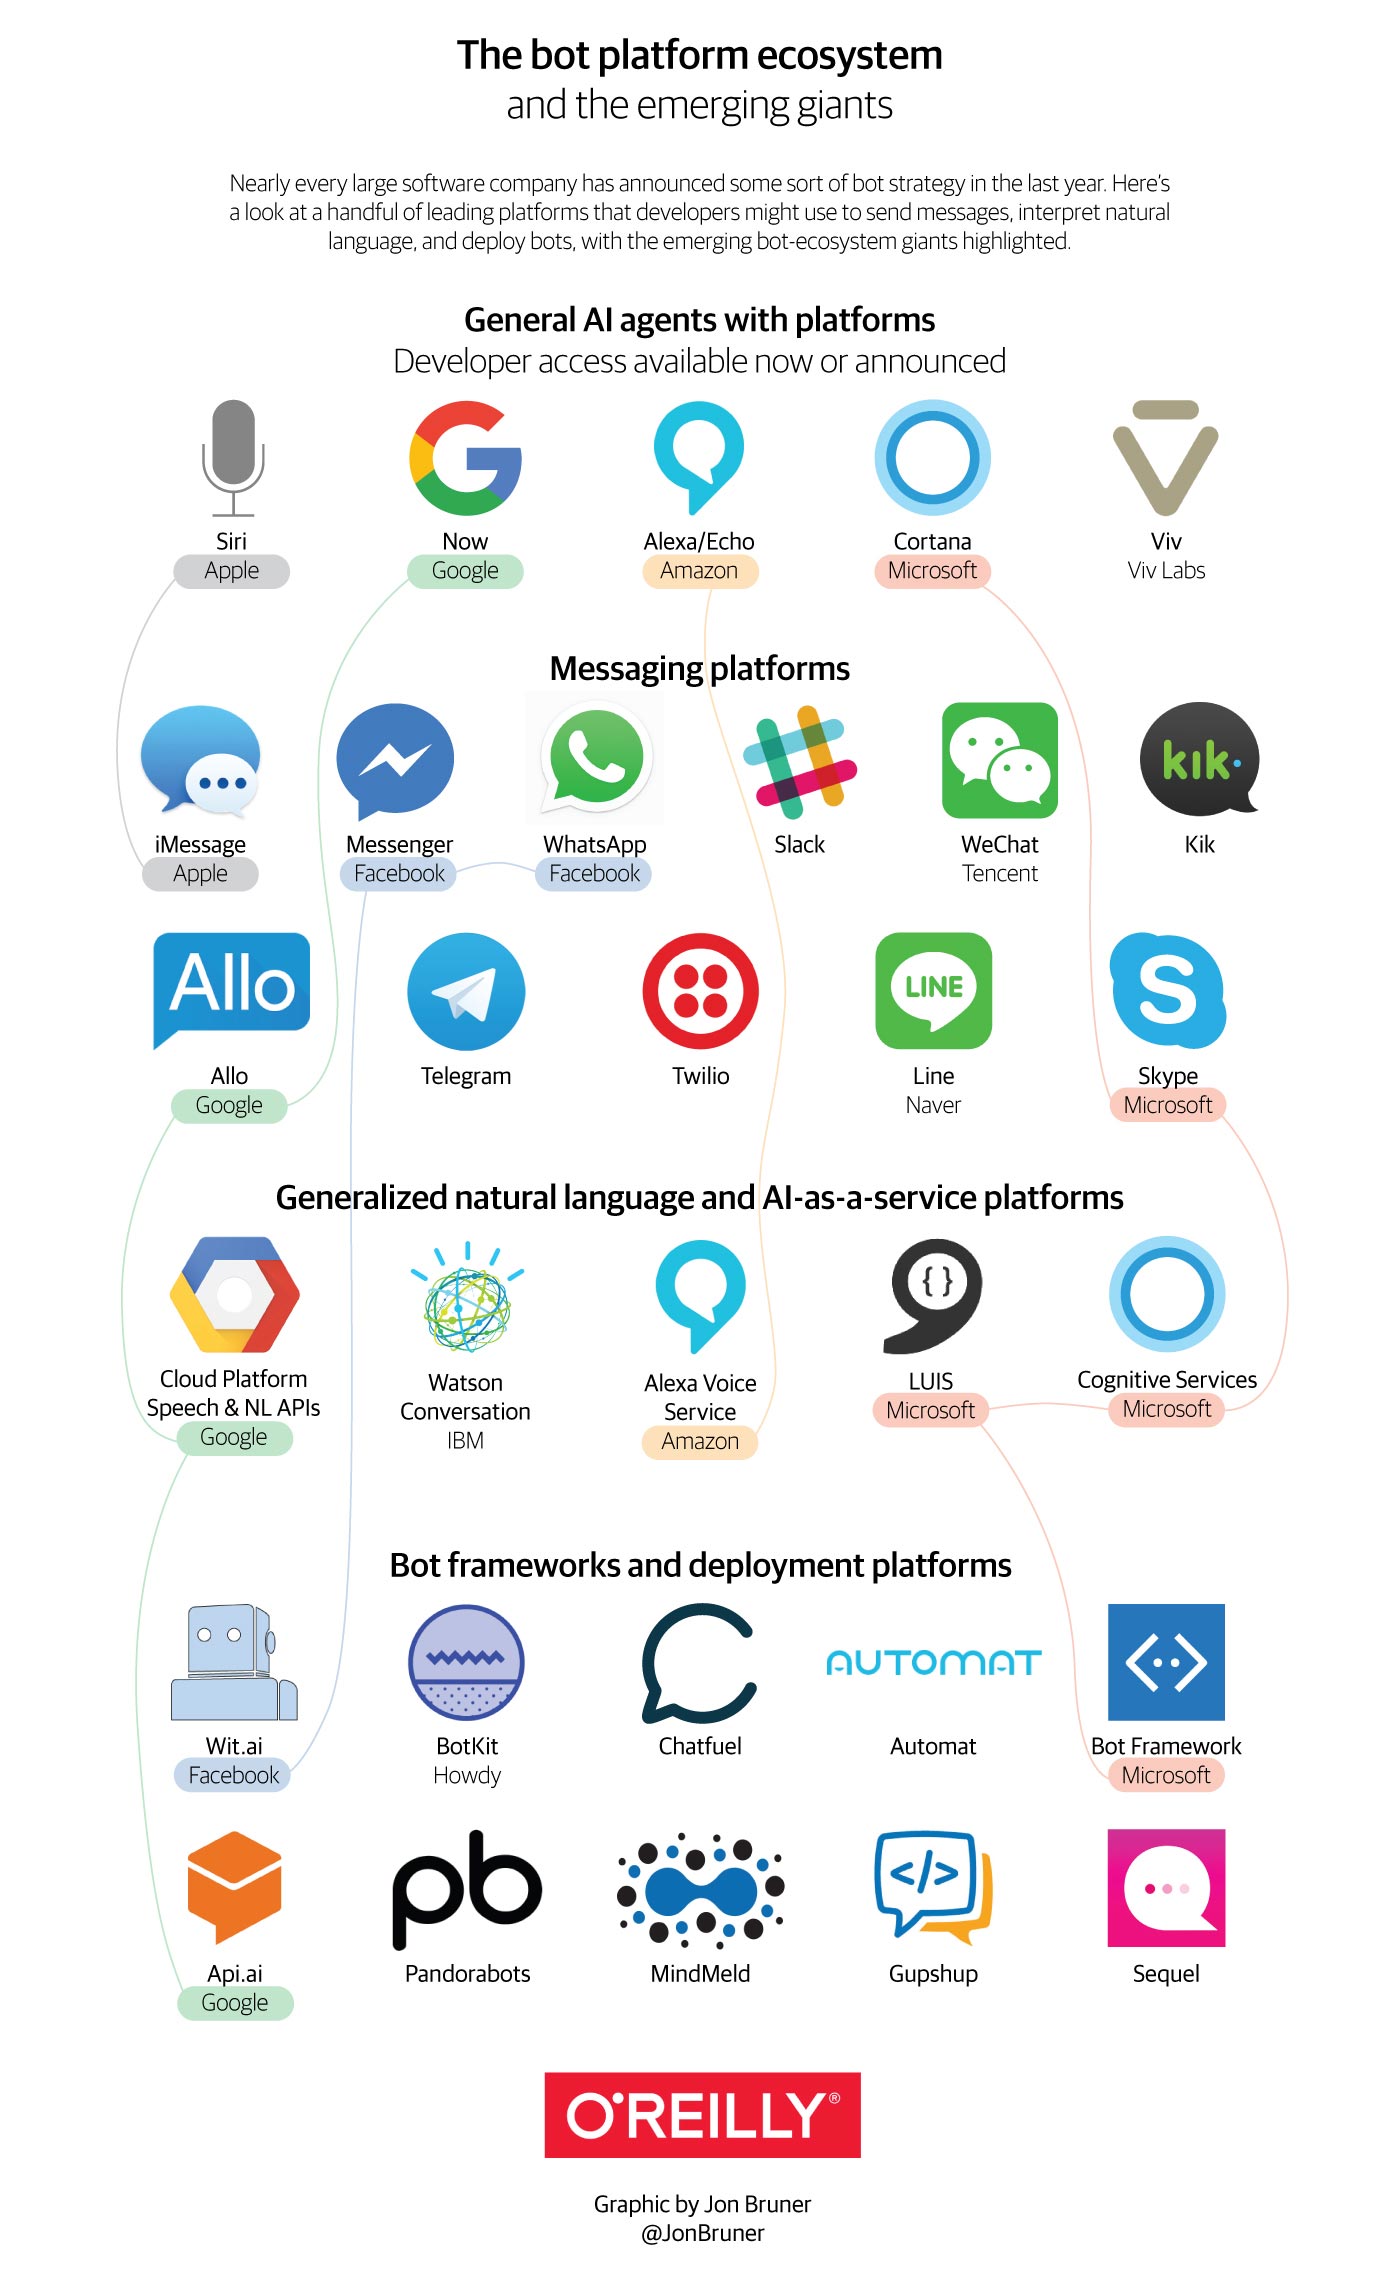 The bot platform ecosystem
and the emerging giants
Nearly every large software company has announced some sort of bot strategy in the last year. Here's
a look at a handful of leading platforms that developers might use to send messages, interpret natural
language, and deploy bots, with the emerging bot-ecosystem giants highlighted.
General AI agents with platforms
Developer access available now or announced
Siri
Apple
Now
Google
Alexa/Echo
Amazon
Cortana
Microsoft
Viv
Viv Labs
Messaging platforms
kik·
iMessage
Apple
Messenger
Facebook
WhatsApp
Facebook
Slack
WeChat
Tencent
Kik
Allo
LINE
S
Allo
Google
Telegram
Twilio
Line
Naver
Skype
Microsoft
Generalized natural language and AI-as-a-service platforms
{ }
Cloud Platform
Speech & NL APIs
Google
Watson
Conversation
IBM
Alexa Voice
Service
Amazon
LUIS
Microsoft
Cognitive Services
Microsoft
Bot frameworks and deployment platforms
AUTOMAT
Wit.ai
Facebook
BotKit
Howdy
Chatfuel
Automat
Bot Framework
Microsoft
pb
</>
Api.ai
Google
Pandorabots
MindMeld
Gupshup
Sequel
O'REILLY®
Graphic by Jon Bruner
@JonBruner